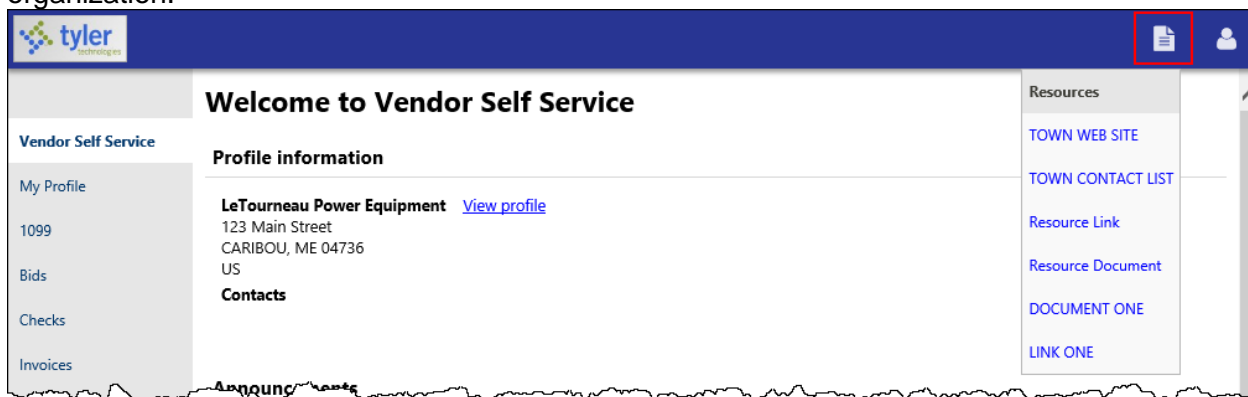 organization.
tyler
technologies
Welcome to Vendor Self Service
Vendor Self Service
My Profile
1099
Bids
Checks
Invoices
Profile information
LeTourneau Power Equipment View profile
123 Main Street
CARIBOU, ME 04736
US
Contacts
Announcements
Resources
TOWN WEB SITE
TOWN CONTACT LIST
Resource Link
Resource Document
DOCUMENT ONE
LINK ONE